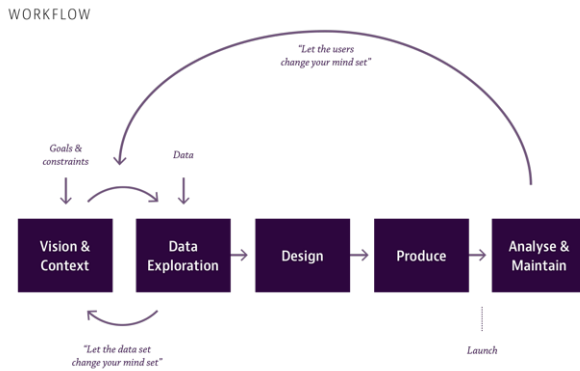 WORKFLOW
“Let the users
change your mind set”
Goals &
constraints
Data
Vision &
Context
Data
Exploration
Design
Produce
Analyse &
Maintain
“Let the data set
change your mind set”
Launch